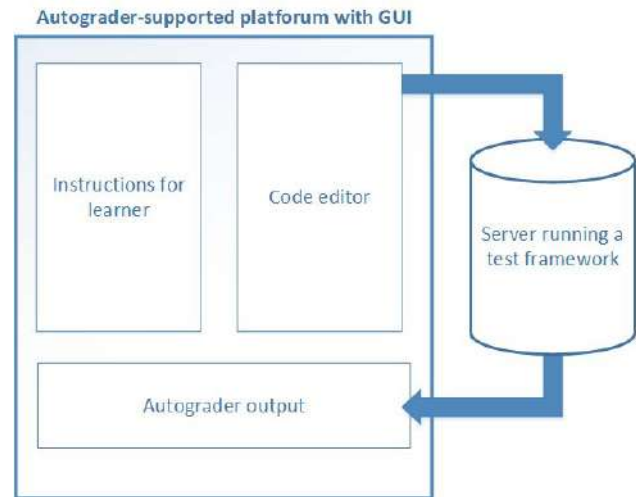 Autograder-supported platforum with GUI
Instructions for
learner
Code editor
Server running a
test framework
Autograder output